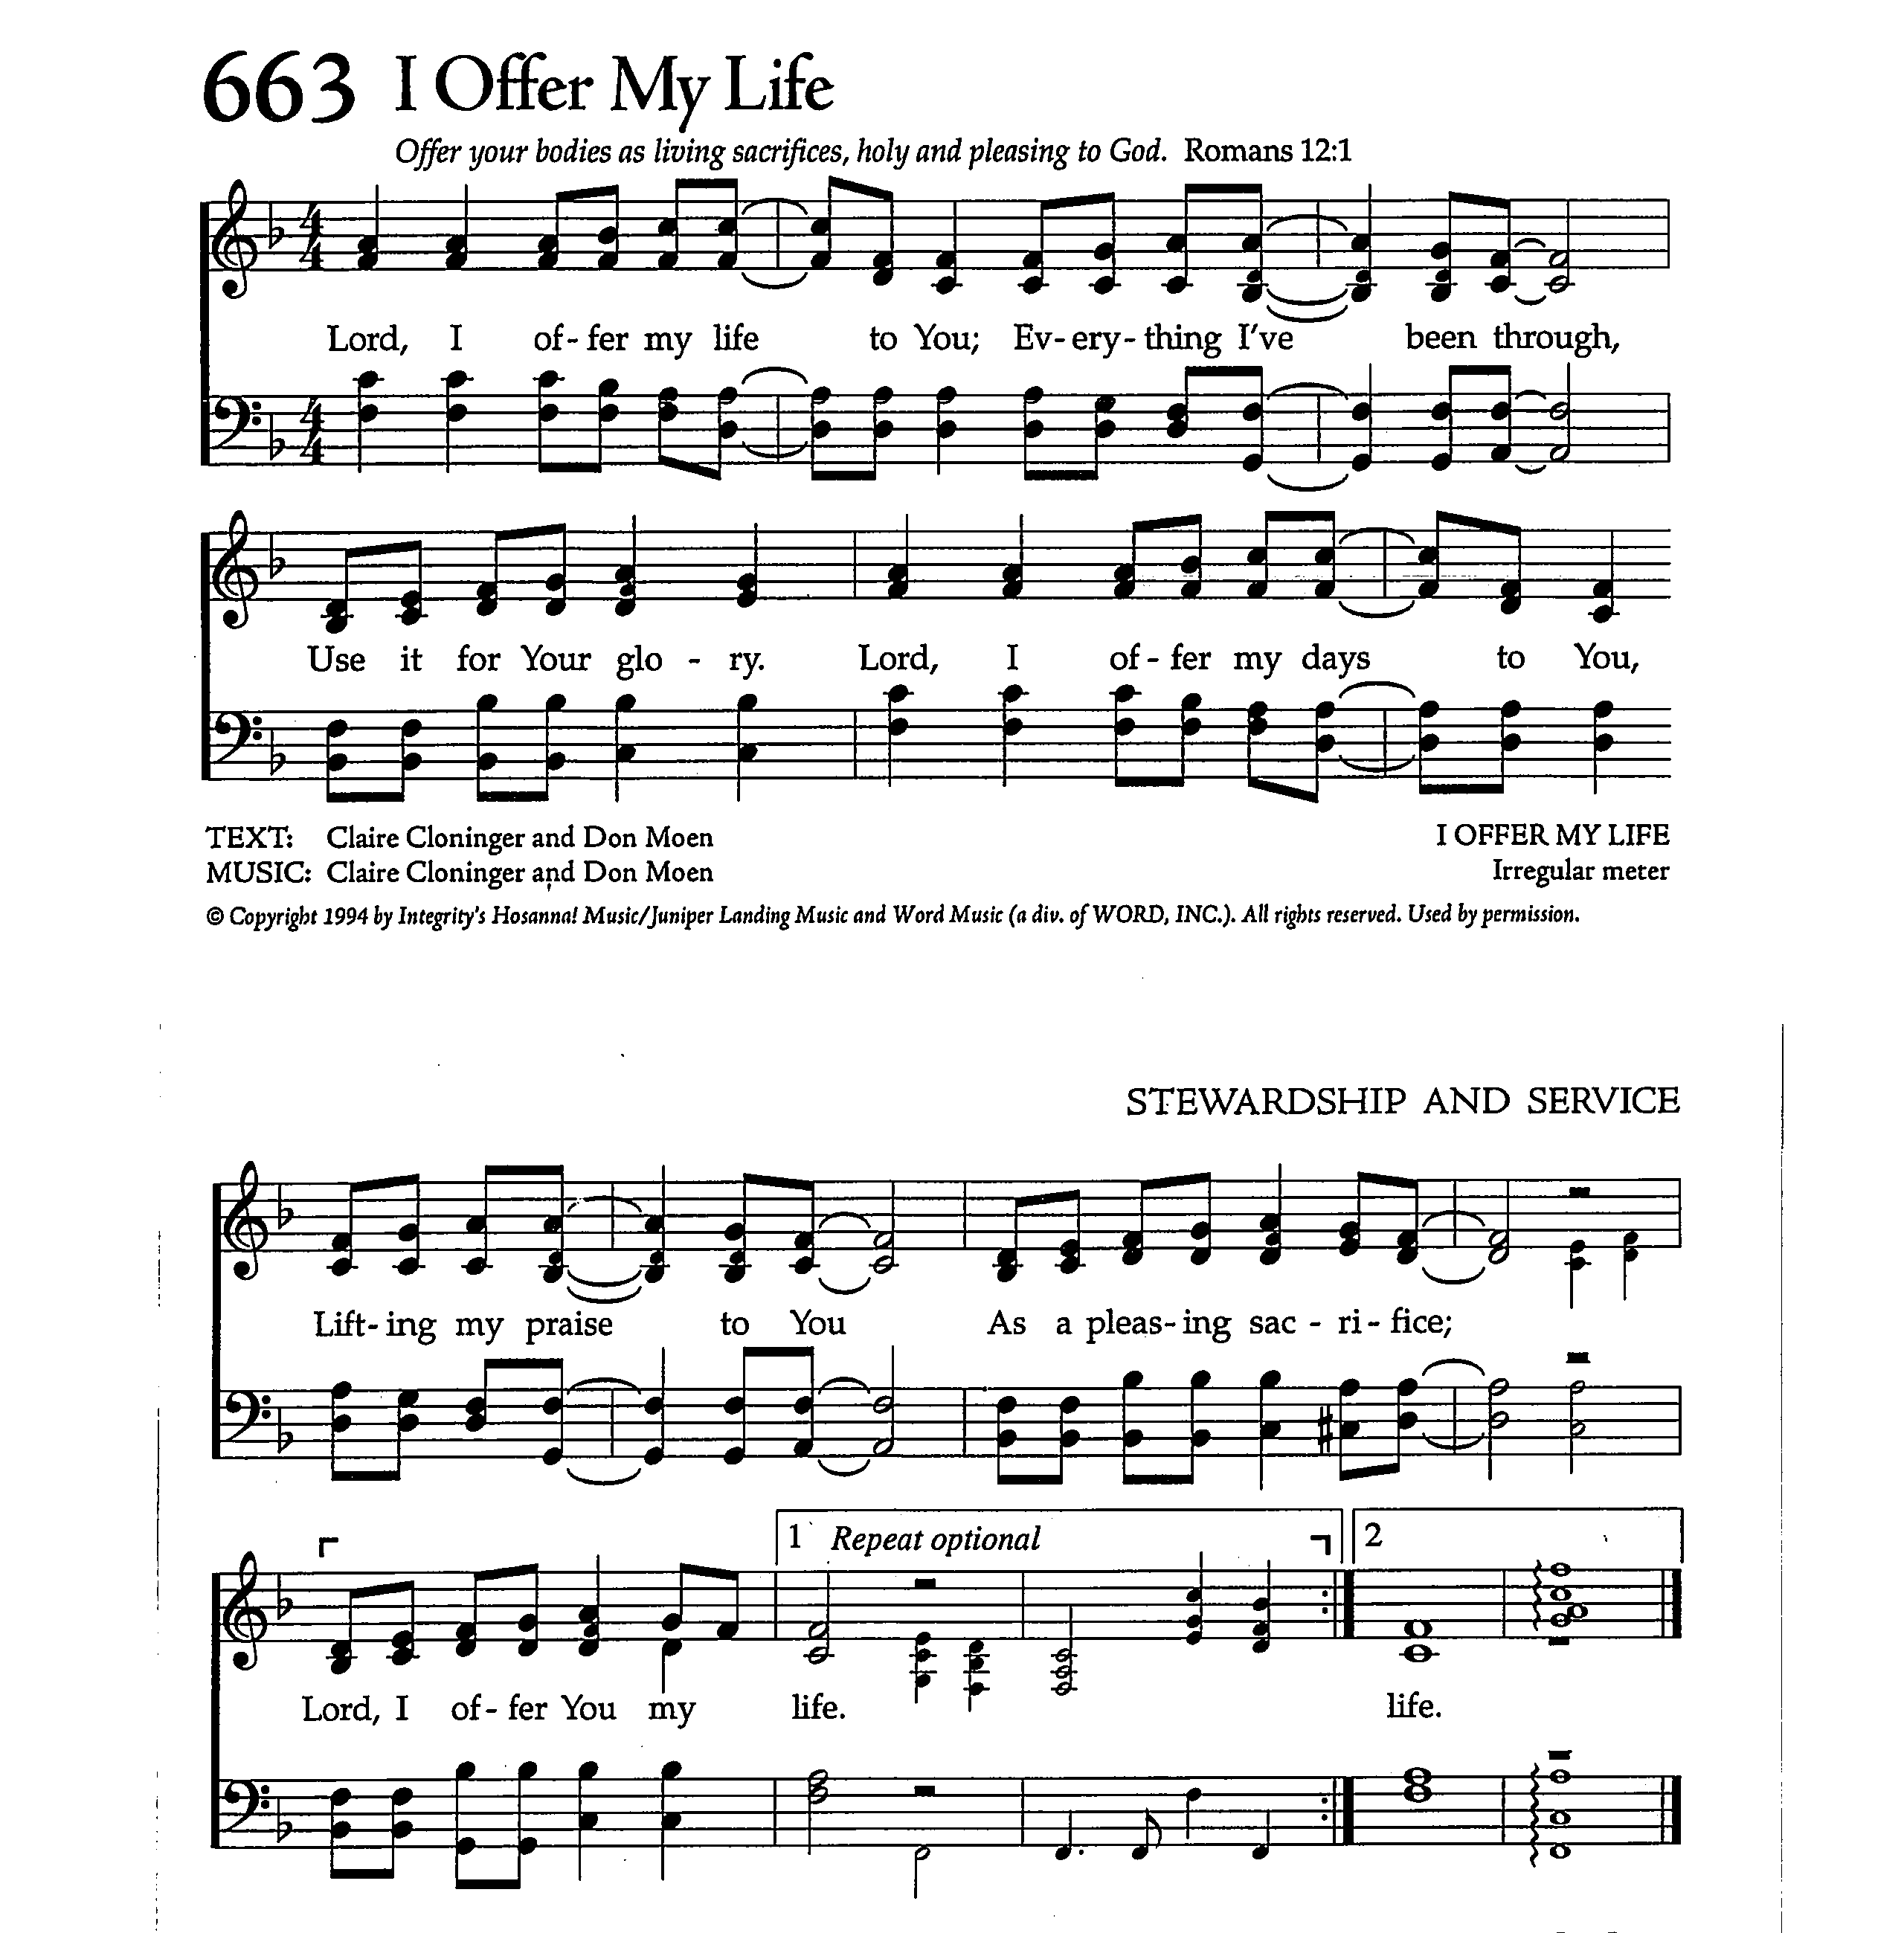 663 I Offer My Life
Offer your bodies as living sacrifices, holy and pleasing to God. Romans 12:1
4 4
Lord, I of-fer my life to You; Ev-ery-thing I've been through,
4 4
Use it for Your glo - ry. Lord, I of-fer my days to You,
TEXT: Claire Cloninger and Don Moen I OFFER MY LIFE
MUSIC: Claire Cloninger and Don Moen Irregular meter
© Copyright 1994 by Integrity's Hosanna! Music/Juniper Landing Music and Word Music (a div. of WORD, INC.). All rights reserved. Used by permission.
STEWARDSHIP AND SERVICE
Lift-ing my praise to You As a pleas-ing sac - ri - fice;
1 Repeat optional 2
Lord, I of-fer You my life. life.